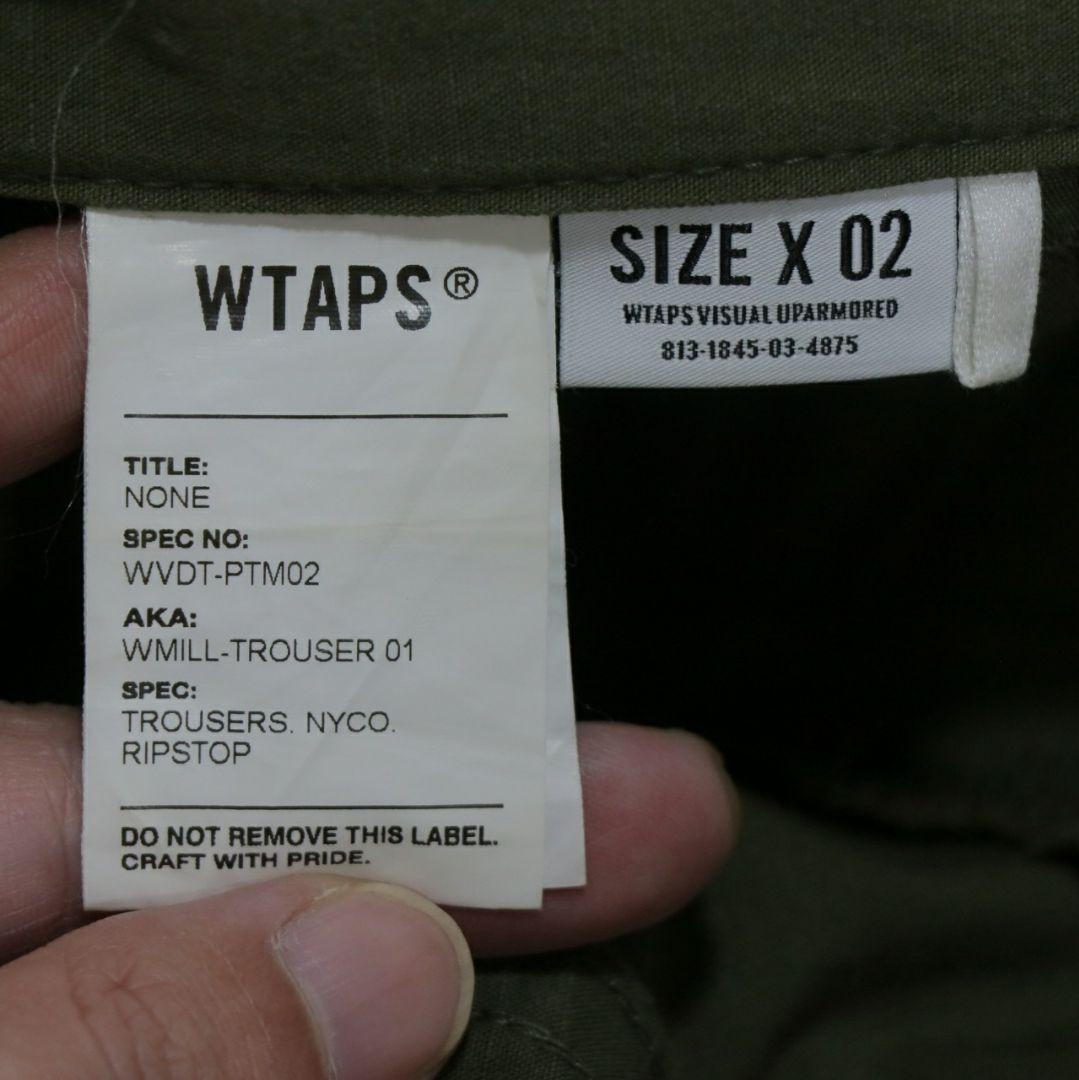 WTAPS®
TITLE:
NONE
SPEC NO:
WVDT-PTM02
AKA:
WMILL-TROUSER 01
SPEC:
TROUSERS. NYCO.
RIPSTOP
DO NOT REMOVE THIS LABEL.
CRAFT WITH PRIDE.
SIZE X 02
WTAPS VISUAL UPARMORED
813-1845-03-4875